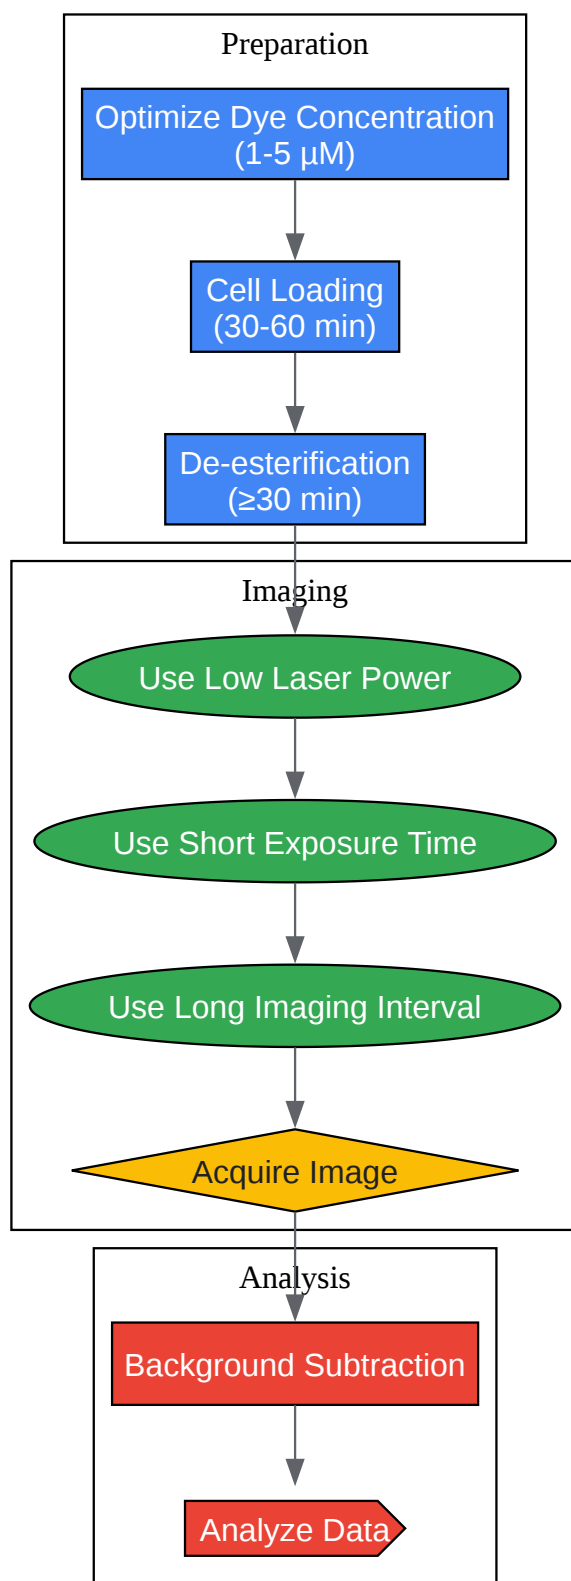 Preparation
Optimize Dye Concentration
(1-5 µM)
Cell Loading
(30-60 min)
De-esterification
(≥30 min)
Imaging
Use Low Laser Power
Use Short Exposure Time
Use Long Imaging Interval
Acquire Image
Analysis
Background Subtraction
Analyze Data